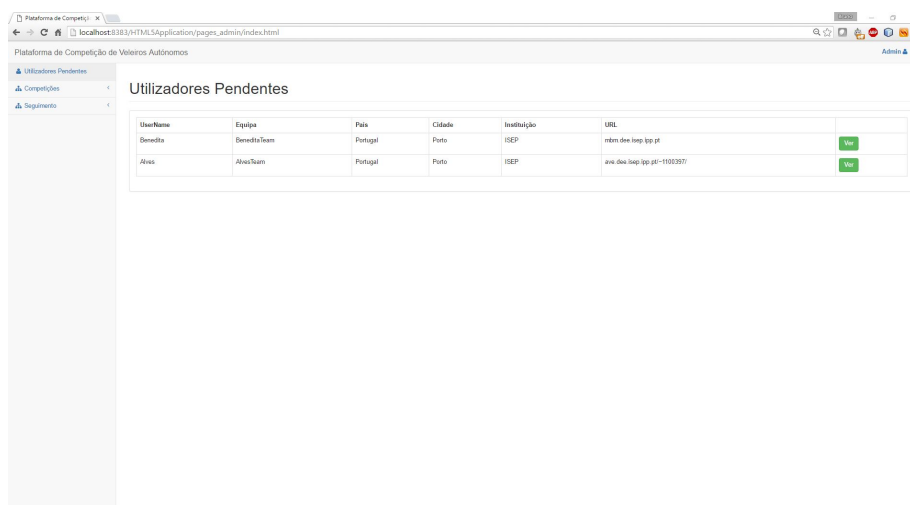 Plataforma de Competiçã
localhost:8383/HTML5Application/pages_admin/index.html
Plataforma de Competição de Veleiros Autónomos
Admin
Utilizadores Pendentes
Competições
Seguimento
Utilizadores Pendentes
UserName Equipa País Cidade Instituição URL
Benedita BeneditaTeam Portugal Porto ISEP mbm.dee.isep.ipp.pt Ver
Alves AlvesTeam Portugal Porto ISEP ave.dee.isep.ipp.pt/~1100397/ Ver